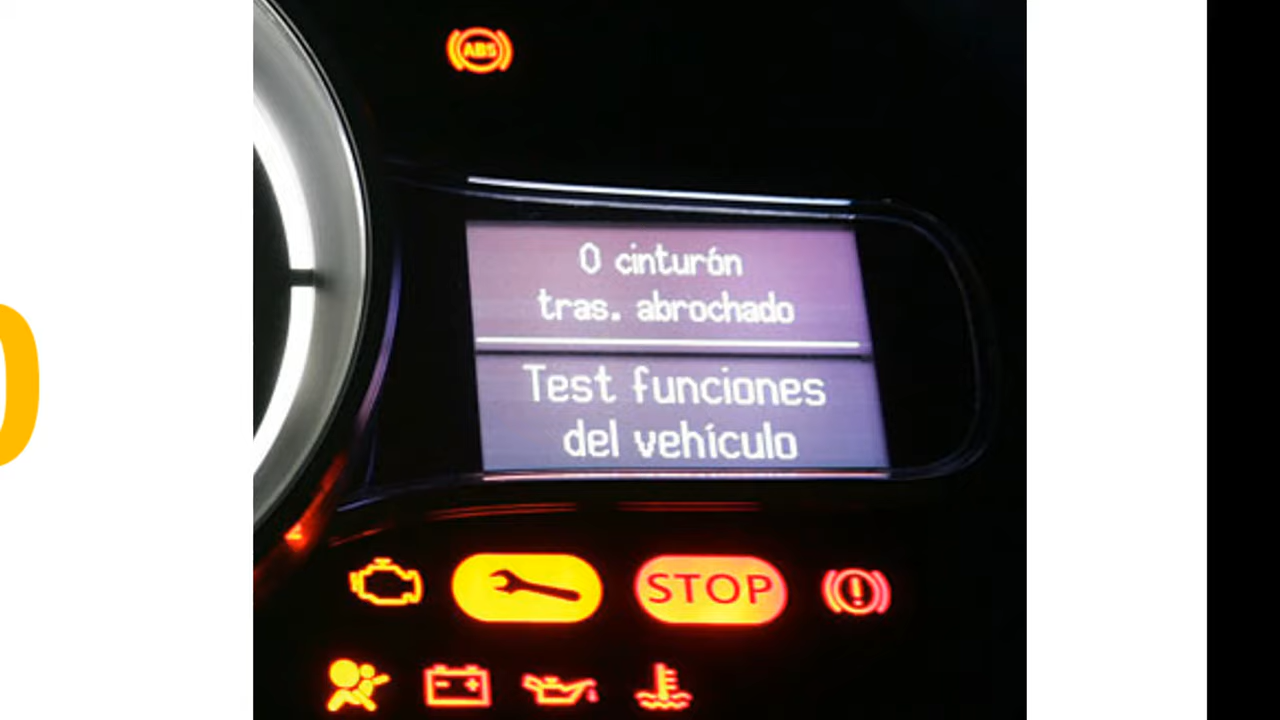 ABS
0 cinturón
tras. abrochado
Test funciones
del vehículo
STOP